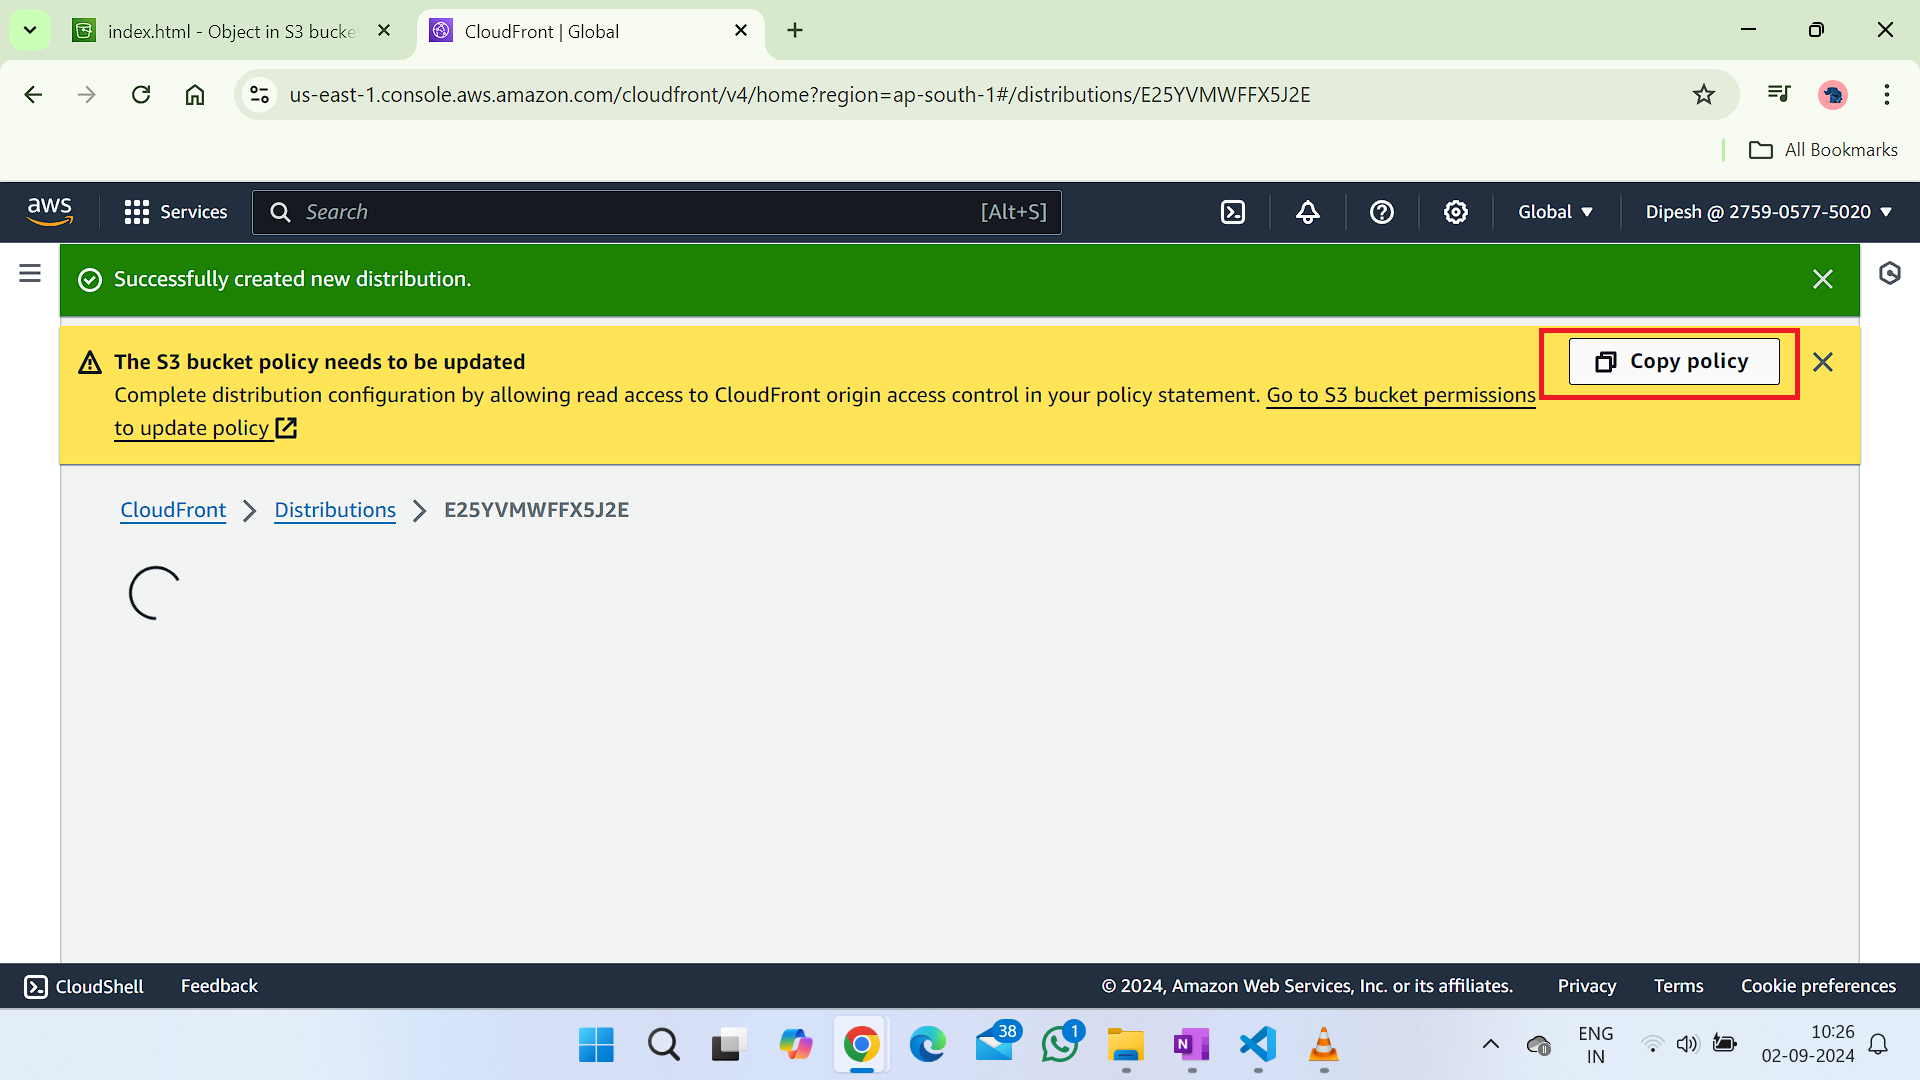 index.html - Object in S3 bucke
CloudFront | Global
us-east-1.console.aws.amazon.com/cloudfront/v4/home?region=ap-south-1#/distributions/E25YVMWFFX5J2E
All Bookmarks
aws
Services
Search
[Alt+S]
Global
Dipesh @ 2759-0577-5020
Successfully created new distribution.
The S3 bucket policy needs to be updated
Copy policy
Complete distribution configuration by allowing read access to CloudFront origin access control in your policy statement. Go to S3 bucket permissions
to update policy
CloudFront
Distributions
E25YVMWFFX5J2E
CloudShell
Feedback
© 2024, Amazon Web Services, Inc. or its affiliates.
Privacy
Terms
Cookie preferences
38
1
N
ENG
IN
10:26
02-09-2024